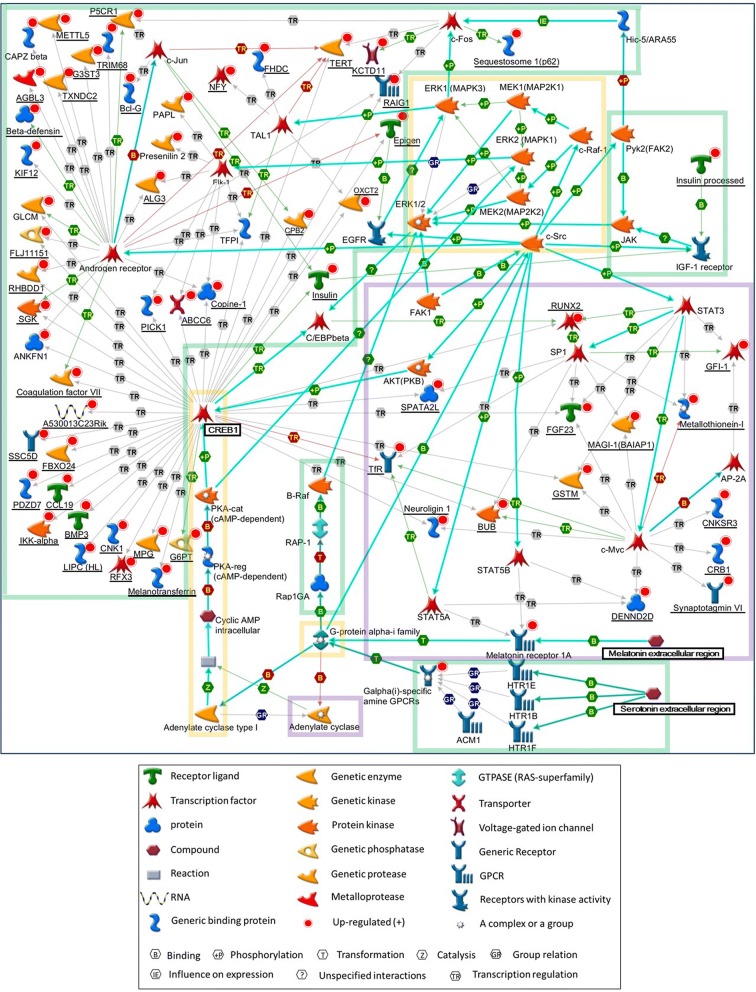 P5CR1
METTL5
CAPZ beta
TRIM68
G3ST3
AGBL3
TXNDC2
Beta-defensin
Bcl-G
KIF12
PAPL
Presenilin 2
ALG3
GLCM
FLJ11151
RHBDD1
SGK
ANKFN1
Coagulation factor VII
A530013C23Rik
SSC5D
FBXO24
PDZD7
CCL19
IKK-alpha
BMP3
LIPC (HL)
CNK1
RFX3
MPG
G6PT
Melanotransferrin
c-Jun
FHDC
NFY
TAL1
Flk-1
TFPI
CPB2
Androgen receptor
PICK1
ABCC6
Copine-1
Insulin
C/EBPbeta
TERT
KCTD11
RAIG1
Epigen
OXCT2
EGFR
c-Fos
Sequestosome 1(p62)
Hic-5/ARA55
ERK1 (MAPK3)
MEK1(MAP2K1)
ERK2 (MAPK1)
c-Raf-1
MEK2(MAP2K2)
ERK1/2
c-Src
FAK1
Pyk2(FAK2)
Insulin processed
JAK
IGF-1 receptor
RUNX2
STAT3
SP1
GFI-1
AKT(PKB)
SPATA2L
FGF23
MAGI-1(BAIAP1)
Metallothionein-I
TfR
GSTM
AP-2A
Neuroligin 1
BUB
CNKSR3
c-Myc
CRB1
STAT5B
Synaptotagmin VI
STAT5A
DENND2D
Melatonin receptor 1A
Melatonin extracellular region
CREB1
PKA-cat
(cAMP-dependent)
PKA-reg
(cAMP-dependent)
Cyclic AMP
intracellular
B-Raf
RAP-1
Rap1GA
G-protein alpha-i family
Adenylate cyclase type I
Adenylate cyclase
Galpha(i)-specific
amine GPCRs
ACM1
HTR1E
HTR1B
HTR1F
Serotonin extracellular region
Receptor ligand
Transcription factor
protein
Compound
Reaction
RNA
Generic binding protein
Genetic enzyme
Genetic kinase
Protein kinase
Genetic phosphatase
Genetic protease
Metalloprotease
Up-regulated (+)
GTPASE (RAS-superfamily)
Transporter
Voltage-gated ion channel
Generic Receptor
GPCR
Receptors with kinase activity
A complex or a group
B Binding +P Phosphorylation T Transformation Z Catalysis GR Group relation
IE Influence on expression ? Unspecified interactions TR Transcription regulation